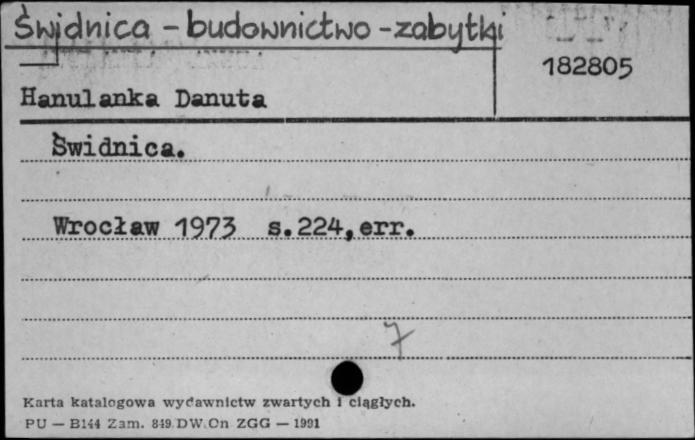 Świdnica - budownictwo - zabytki
182805
Hanulanka Danuta
Świdnica.
Wrocław 1973 s.224,err.
7
Karta katalogowa wydawnictw zwartych i ciągłych.
PU — B144 Zam. 849 DW.Cn ZGG — 1991